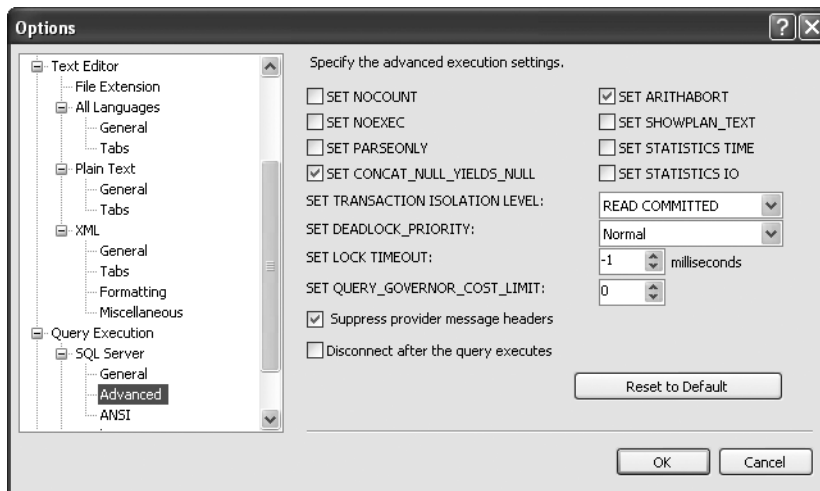 Options
Text Editor
File Extension
All Languages
General
Tabs
Plain Text
General
Tabs
XML
General
Tabs
Formatting
Miscellaneous
Query Execution
SQL Server
General
Advanced
ANSI
Specify the advanced execution settings.
SET NOCOUNT
SET ARITHABORT
SET NOEXEC
SET SHOWPLAN_TEXT
SET PARSEONLY
SET STATISTICS TIME
SET CONCAT_NULL_YIELDS_NULL
SET STATISTICS IO
SET TRANSACTION ISOLATION LEVEL:
READ COMMITTED
SET DEADLOCK_PRIORITY:
Normal
SET LOCK TIMEOUT:
-1
milliseconds
SET QUERY_GOVERNOR_COST_LIMIT:
0
Suppress provider message headers
Disconnect after the query executes
Reset to Default
OK
Cancel